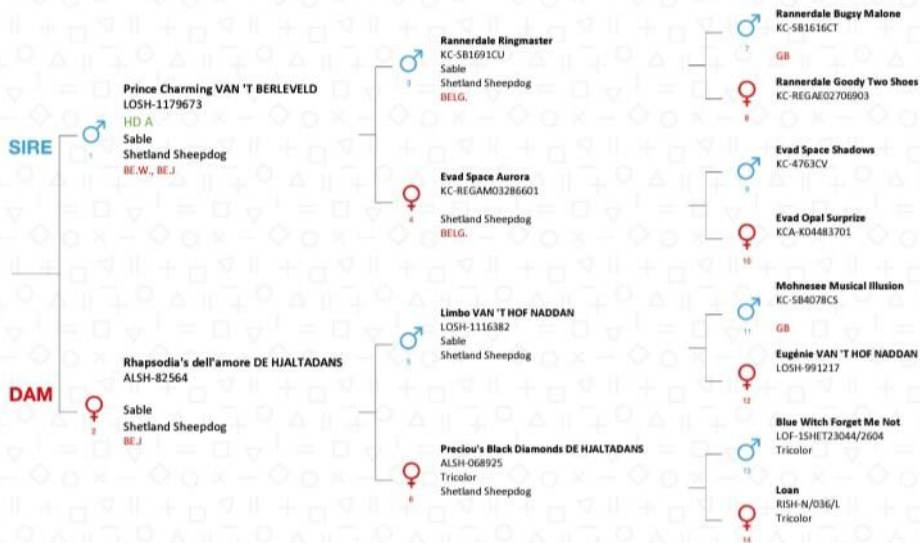 SIRE
1
Prince Charming VAN 'T BERLEVELD
LOSH-1179673
HD A
Sable
Shetland Sheepdog
BE.W., BE.J
DAM
2
Rhapsodia's dell'amore DE HJALTADANS
ALSH-82564
Sable
Shetland Sheepdog
BE.J
3
Rannerdale Ringmaster
KC-SB1691CU
Sable
Shetland Sheepdog
BELG.
4
Evad Space Aurora
KC-REGAM03286601
Shetland Sheepdog
BELG.
5
Limbo VAN 'T HOF NADDAN
LOSH-1116382
Sable
Shetland Sheepdog
6
Preciou's Black Diamonds DE HJALTADANS
ALSH-068925
Tricolor
Shetland Sheepdog
7
Rannerdale Bugsy Malone
KC-SB1616CT
GB
8
Rannerdale Goody Two Shoes
KC-REGAE02706903
9
Evad Space Shadows
KC-4763CV
10
Evad Opal Surprize
KCA-K04483701
11
Mohnesee Musical Illusion
KC-SB4078CS
GB
12
Eugénie VAN 'T HOF NADDAN
LOSH-991217
13
Blue Witch Forget Me Not
LOF-1SHET23044/2604
Tricolor
14
Loan
RISH-N/036/L
Tricolor